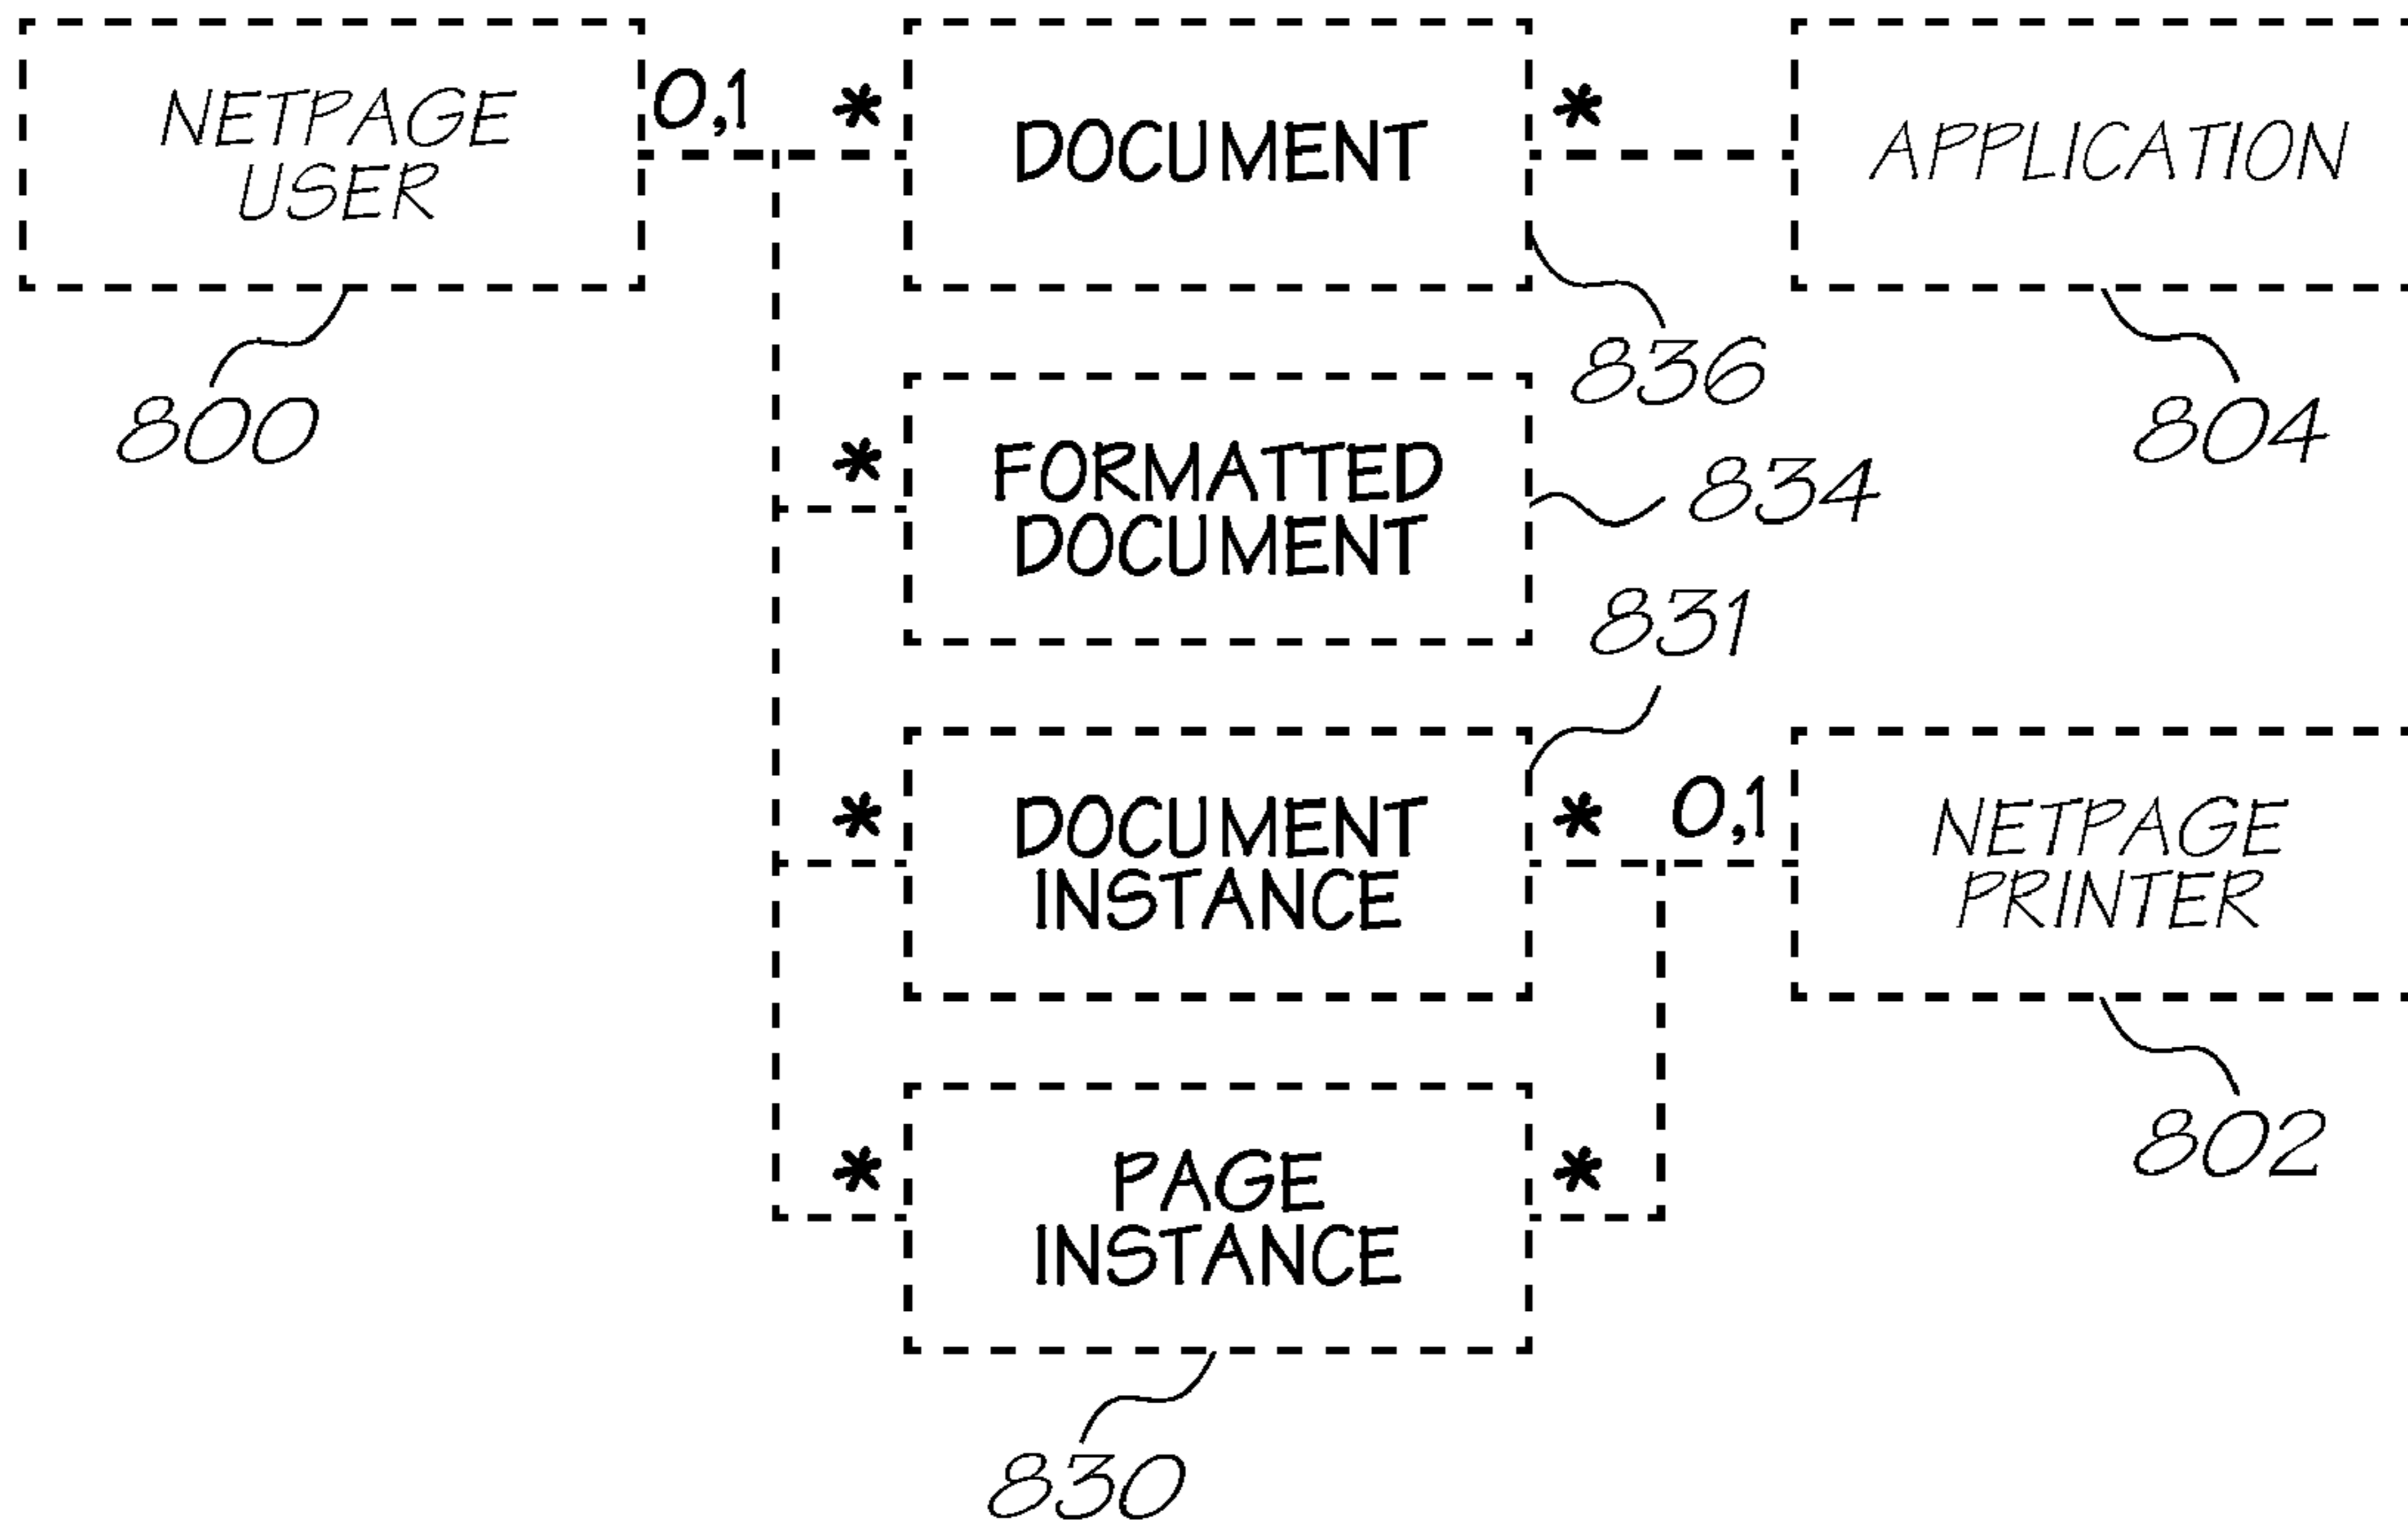 NETPAGE
USER
0,1
*
DOCUMENT
*
APPLICATION
800
836
804
*
FORMATTED
DOCUMENT
834
831
*
DOCUMENT
INSTANCE
*
0,1
NETPAGE
PRINTER
802
*
PAGE
INSTANCE
*
830